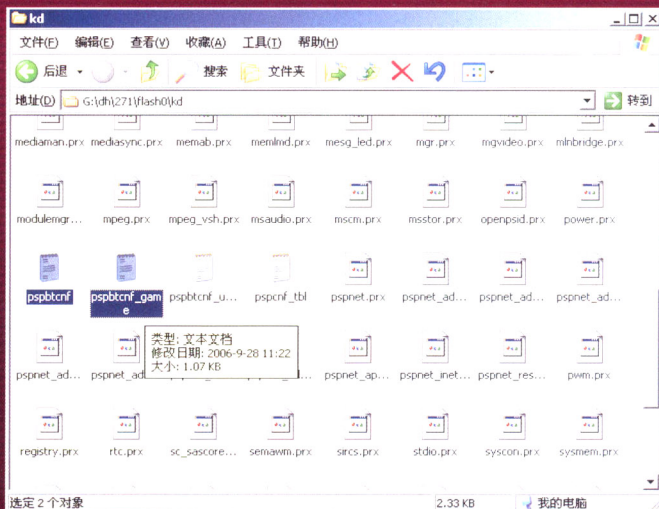 kd
文件(F) 编辑(E) 查看(V) 收藏(A) 工具(T) 帮助(H)
后退 搜索 文件夹
地址(D) G:\dh\271\flash0\kd 转到
mediaman.prx mediasync.prx memab.prx memlmd.prx mesg_led.prx mgr.prx mgvideo.prx mlnbridge.prx
modulemgr... mpeg.prx mpeg_vsh.prx msaudio.prx mscm.prx msstor.prx openpsid.prx power.prx
pspbtcnf pspbtcnf_gam pspbtcnf_u... pspcnf_tbl pspnet.prx pspnet_ad... pspnet_ad... pspnet_ad...
e
类型: 文本文档
修改日期: 2006-9-28 11:22
大小: 1.07 KB
pspnet_ad... pspnet_ad pspnet_ap... pspnet_inet... pspnet_res... pwm.prx
registry.prx rtc.prx sc_sascore... semawm.prx sircs.prx stdio.prx syscon.prx sysmem.prx
选定 2 个对象 2.33 KB 我的电脑